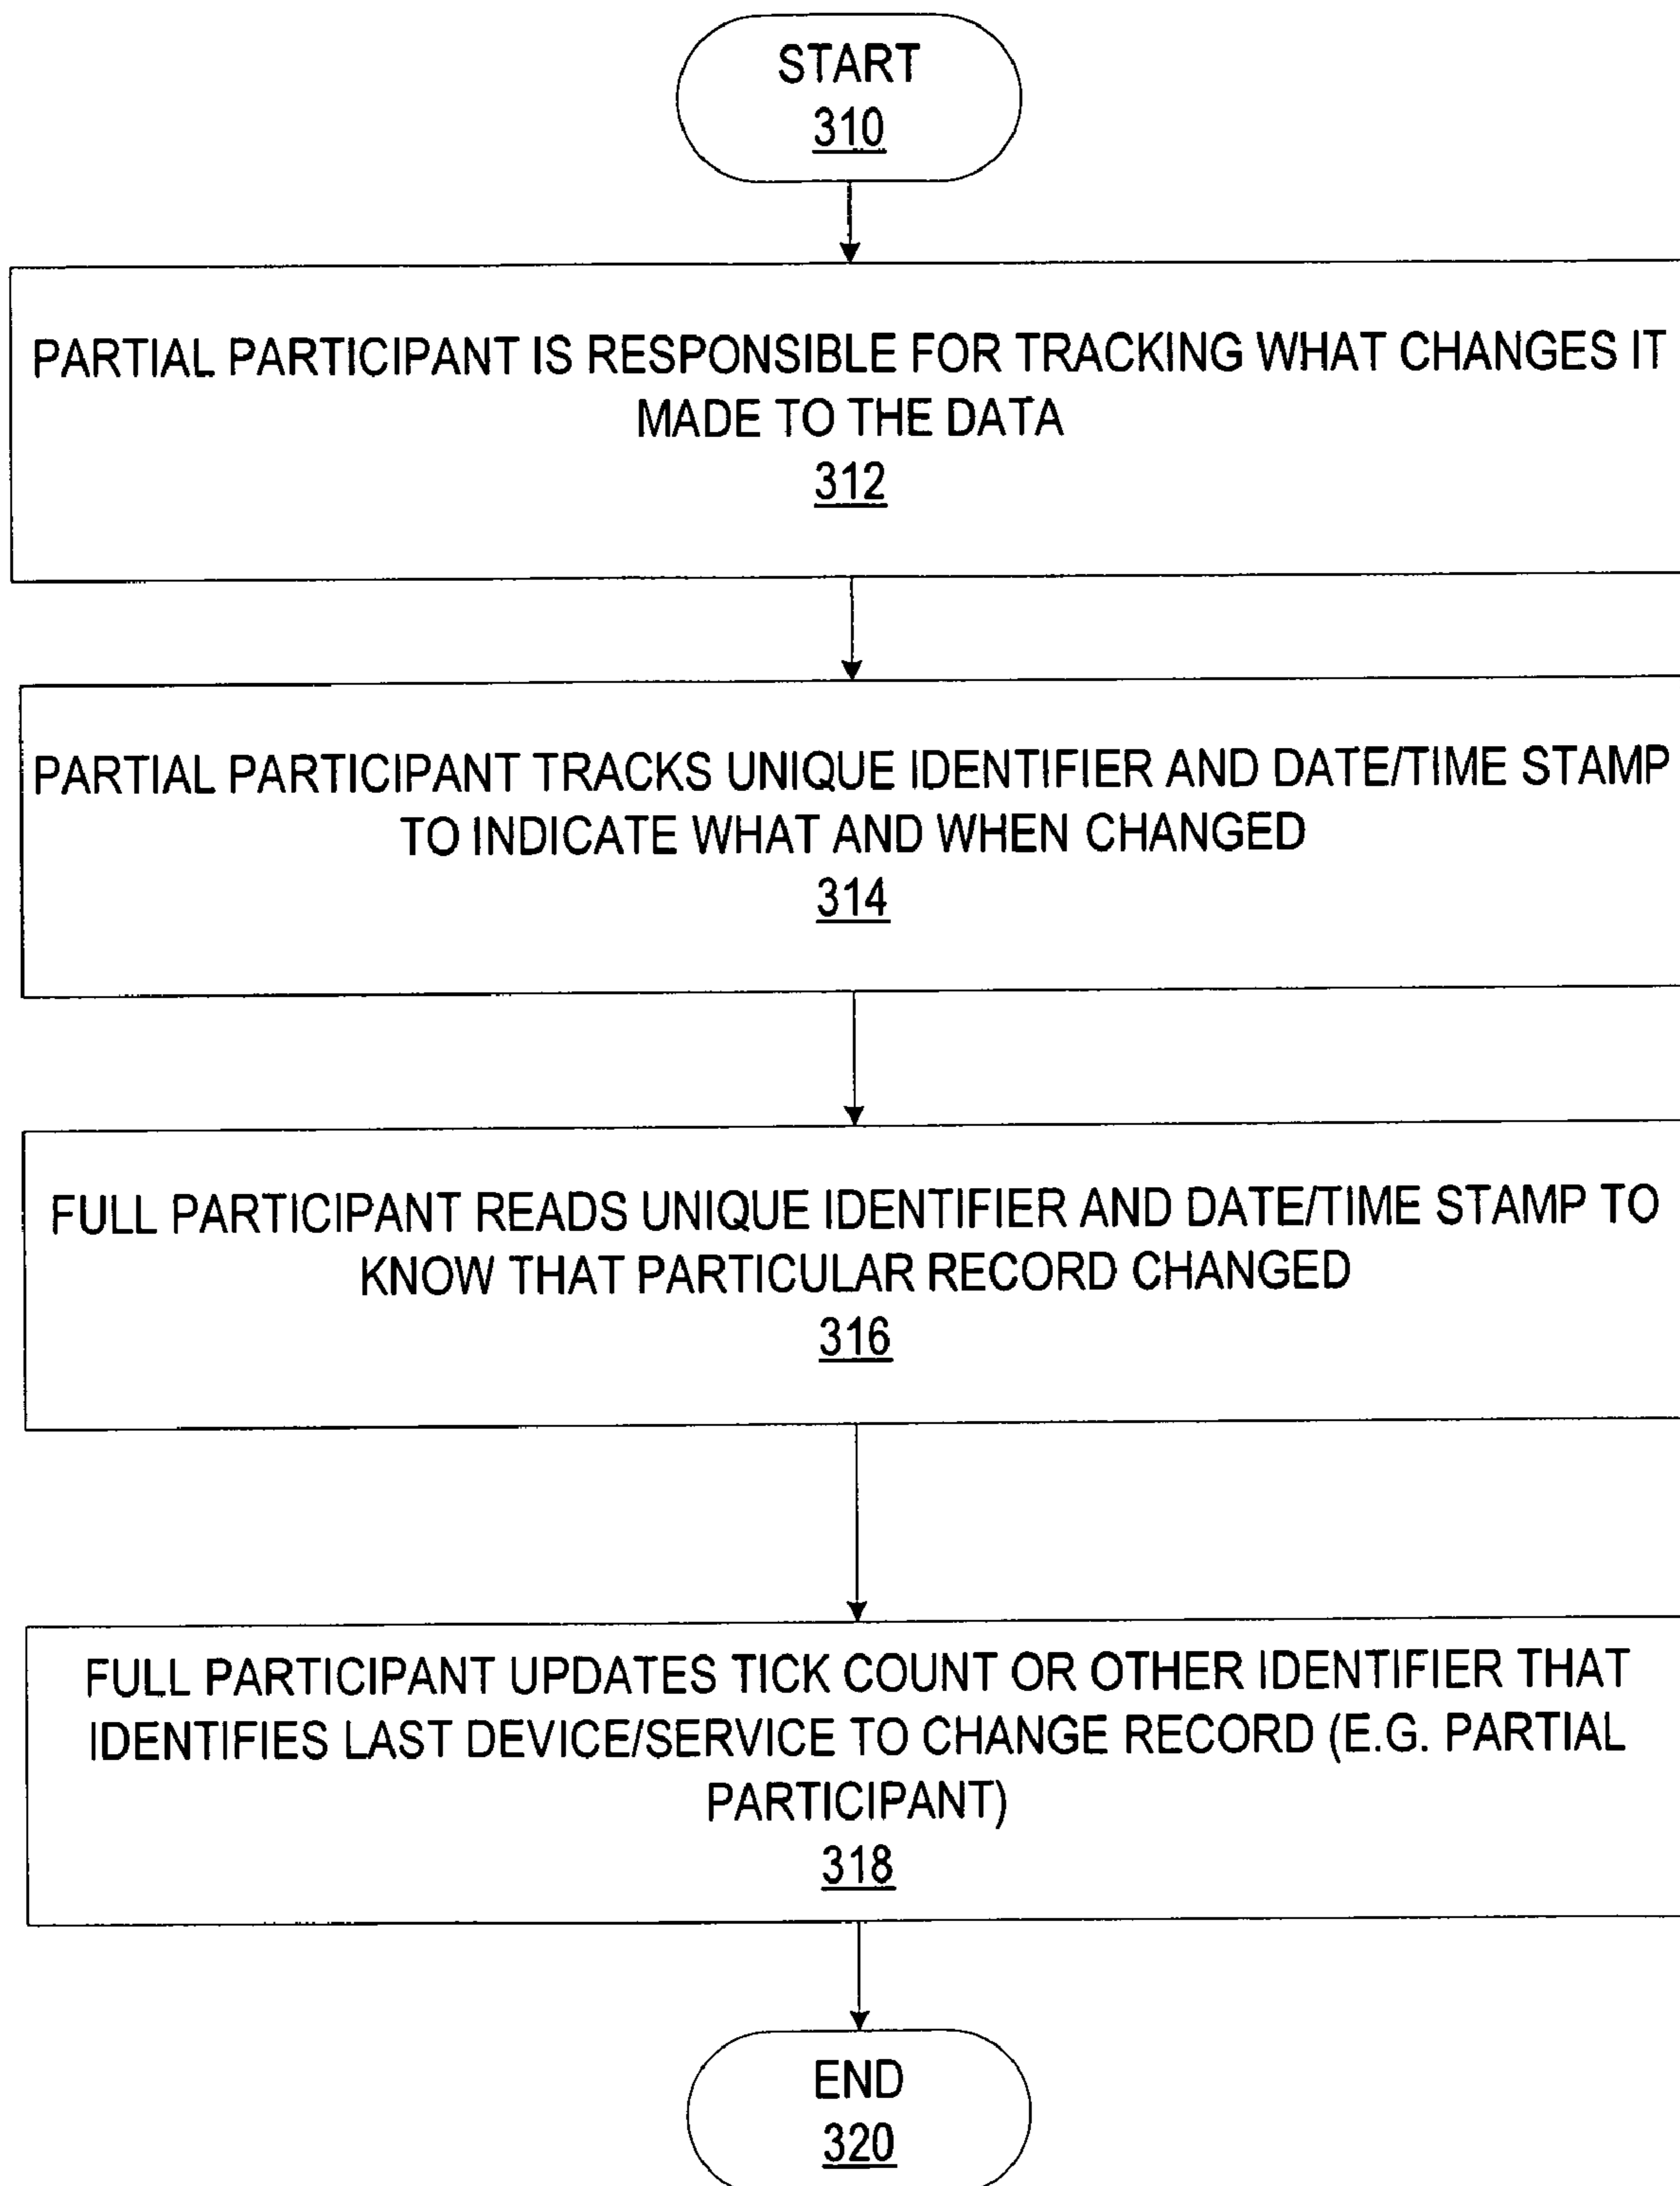 START
310
PARTIAL PARTICIPANT IS RESPONSIBLE FOR TRACKING WHAT CHANGES IT
MADE TO THE DATA
312
PARTIAL PARTICIPANT TRACKS UNIQUE IDENTIFIER AND DATE/TIME STAMP
TO INDICATE WHAT AND WHEN CHANGED
314
FULL PARTICIPANT READS UNIQUE IDENTIFIER AND DATE/TIME STAMP TO
KNOW THAT PARTICULAR RECORD CHANGED
316
FULL PARTICIPANT UPDATES TICK COUNT OR OTHER IDENTIFIER THAT
IDENTIFIES LAST DEVICE/SERVICE TO CHANGE RECORD (E.G. PARTIAL
PARTICIPANT)
318
END
320